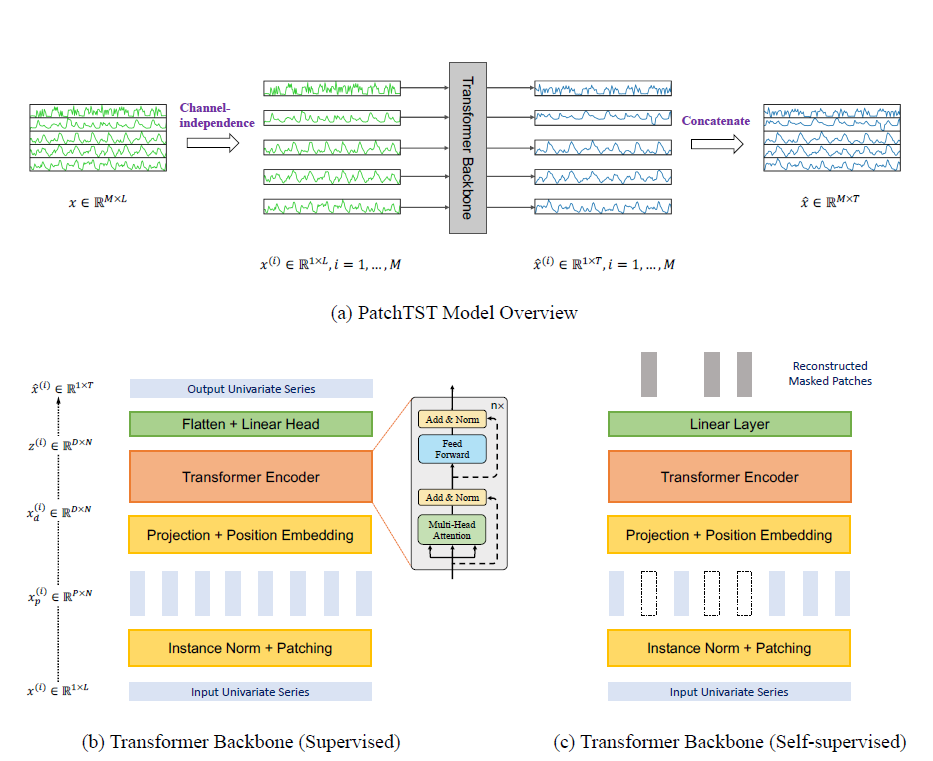 Channel-
independence
Transformer Backbone
Concatenate
x ∈ ℝ^{M×L}
x̂ ∈ ℝ^{M×T}
x^{(i)} ∈ ℝ^{1×L}, i = 1, ..., M
x̂^{(i)} ∈ ℝ^{1×T}, i = 1, ..., M
(a) PatchTST Model Overview
x̂^{(i)} ∈ ℝ^{1×T}
z^{(i)} ∈ ℝ^{D×N}
x_d^{(i)} ∈ ℝ^{D×N}
x_p^{(i)} ∈ ℝ^{P×N}
x^{(i)} ∈ ℝ^{1×L}
Output Univariate Series
Flatten + Linear Head
Transformer Encoder
Projection + Position Embedding
Instance Norm + Patching
Input Univariate Series
n×
Add & Norm
Feed
Forward
Add & Norm
Multi-Head
Attention
(b) Transformer Backbone (Supervised)
Reconstructed
Masked Patches
Linear Layer
Transformer Encoder
Projection + Position Embedding
Instance Norm + Patching
Input Univariate Series
(c) Transformer Backbone (Self-supervised)